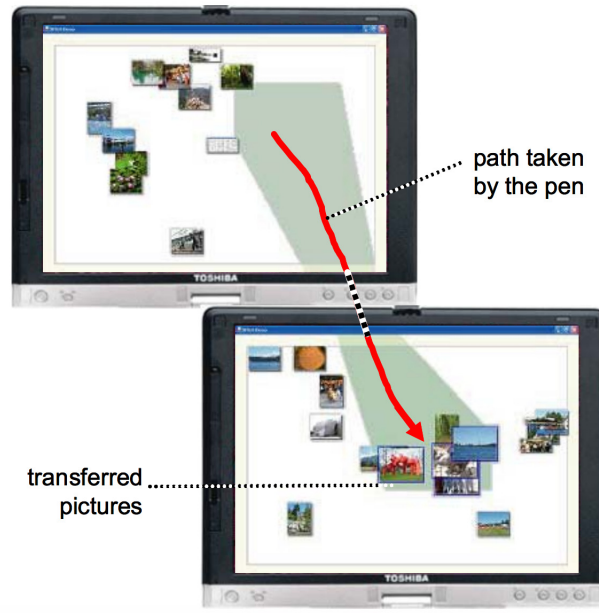 path taken
by the pen
TOSHIBA
transferred
pictures
TOSHIBA